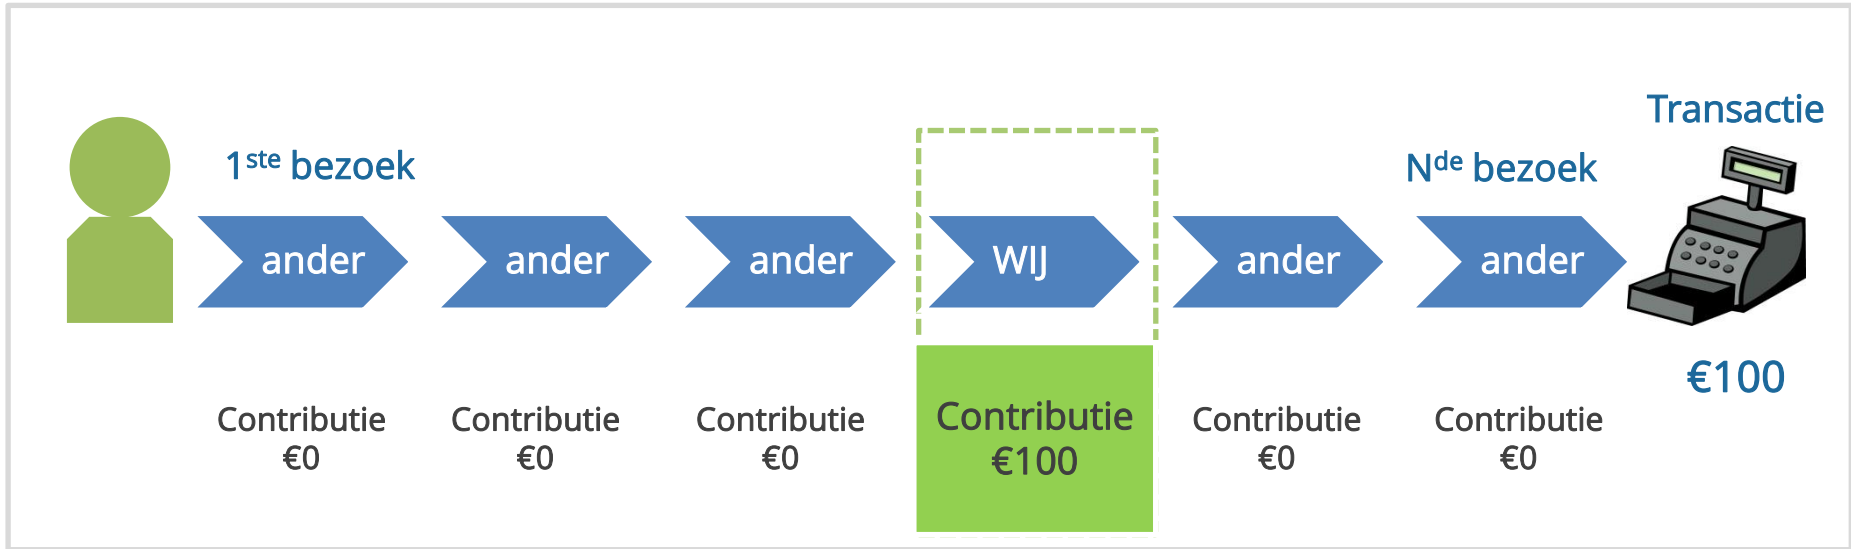 Transactie
1ste bezoek
Nde bezoek
ander
ander
ander
WIJ
ander
ander
€100
Contributie
€0
Contributie
€0
Contributie
€0
Contributie
€100
Contributie
€0
Contributie
€0